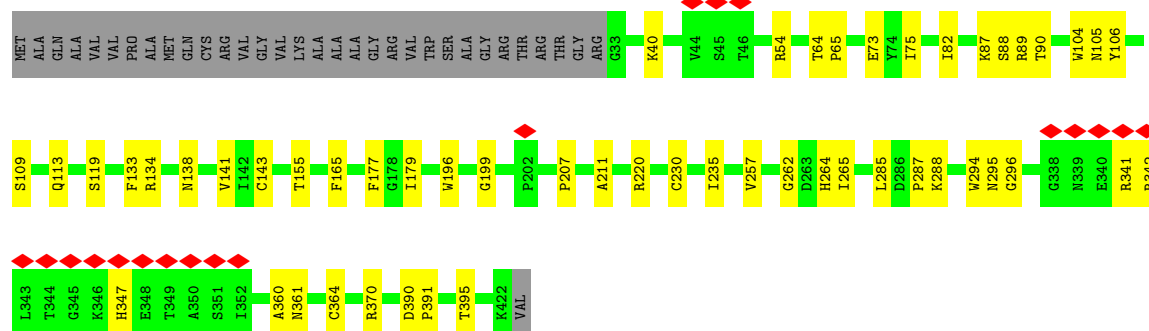 MET ALA GLN ALA VAL VAL PRO ALA MET GLN CYS ARG VAL GLY VAL LYS ALA ALA ALA GLY ARG VAL TRP SER ALA GLY ARG THR ARG THR GLY ARG G33 K40 V44 S45 T46 R54 T64 P65 E73 Y74 I75 I82 K87 S88 R89 T90 W104 N105 Y106
S109 Q113 S119 F133 R134 N138 V141 I142 C143 T155 F165 F177 G178 I179 W196 G199 P202 P207 A211 R220 C230 I235 V257 G262 D263 H264 I265 L285 D286 P287 K288 W294 N295 G296 G338 N339 E340 R341
L343 T344 G345 K346 H347 E348 T349 A350 S351 I352 A360 N361 C364 R370 D390 P391 T395 K422 VAL